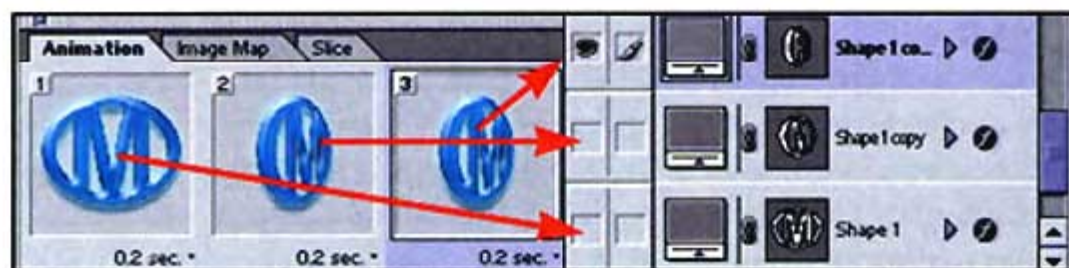 Animation Image Map Slice
1 2 3
M M M
0.2 sec. 0.2 sec. 0.2 sec.
Shape 1 co...
Shape 1 copy
Shape 1